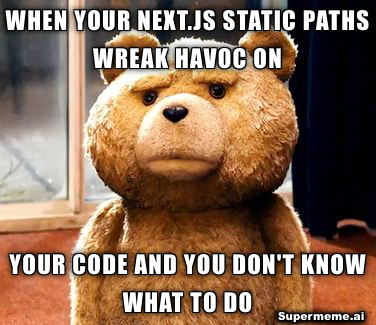 WHEN YOUR NEXT.JS STATIC PATHS
WREAK HAVOC ON
YOUR CODE AND YOU DON'T KNOW
WHAT TO DO
Supermeme.ai